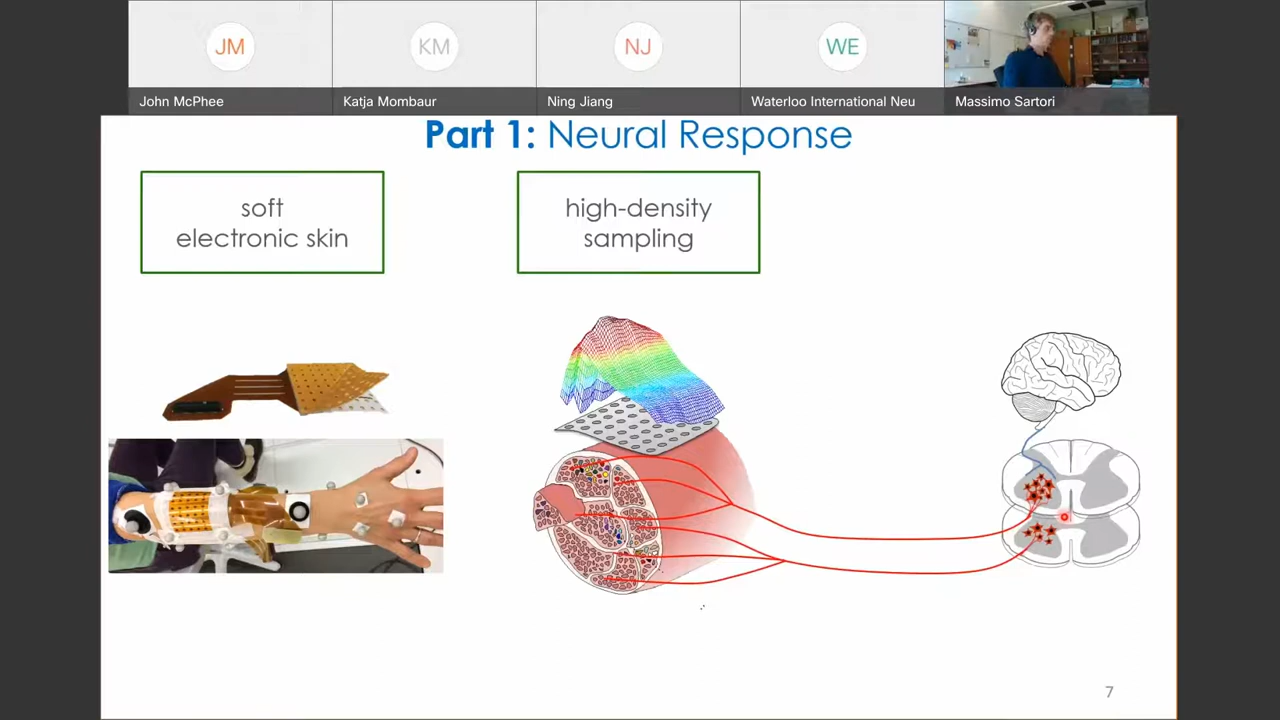 JM
KM
NJ
WE
John McPhee
Katja Mombaur
Ning Jiang
Waterloo International Neu
Massimo Sartori
Part 1: Neural Response
soft
electronic skin
high-density
sampling
7